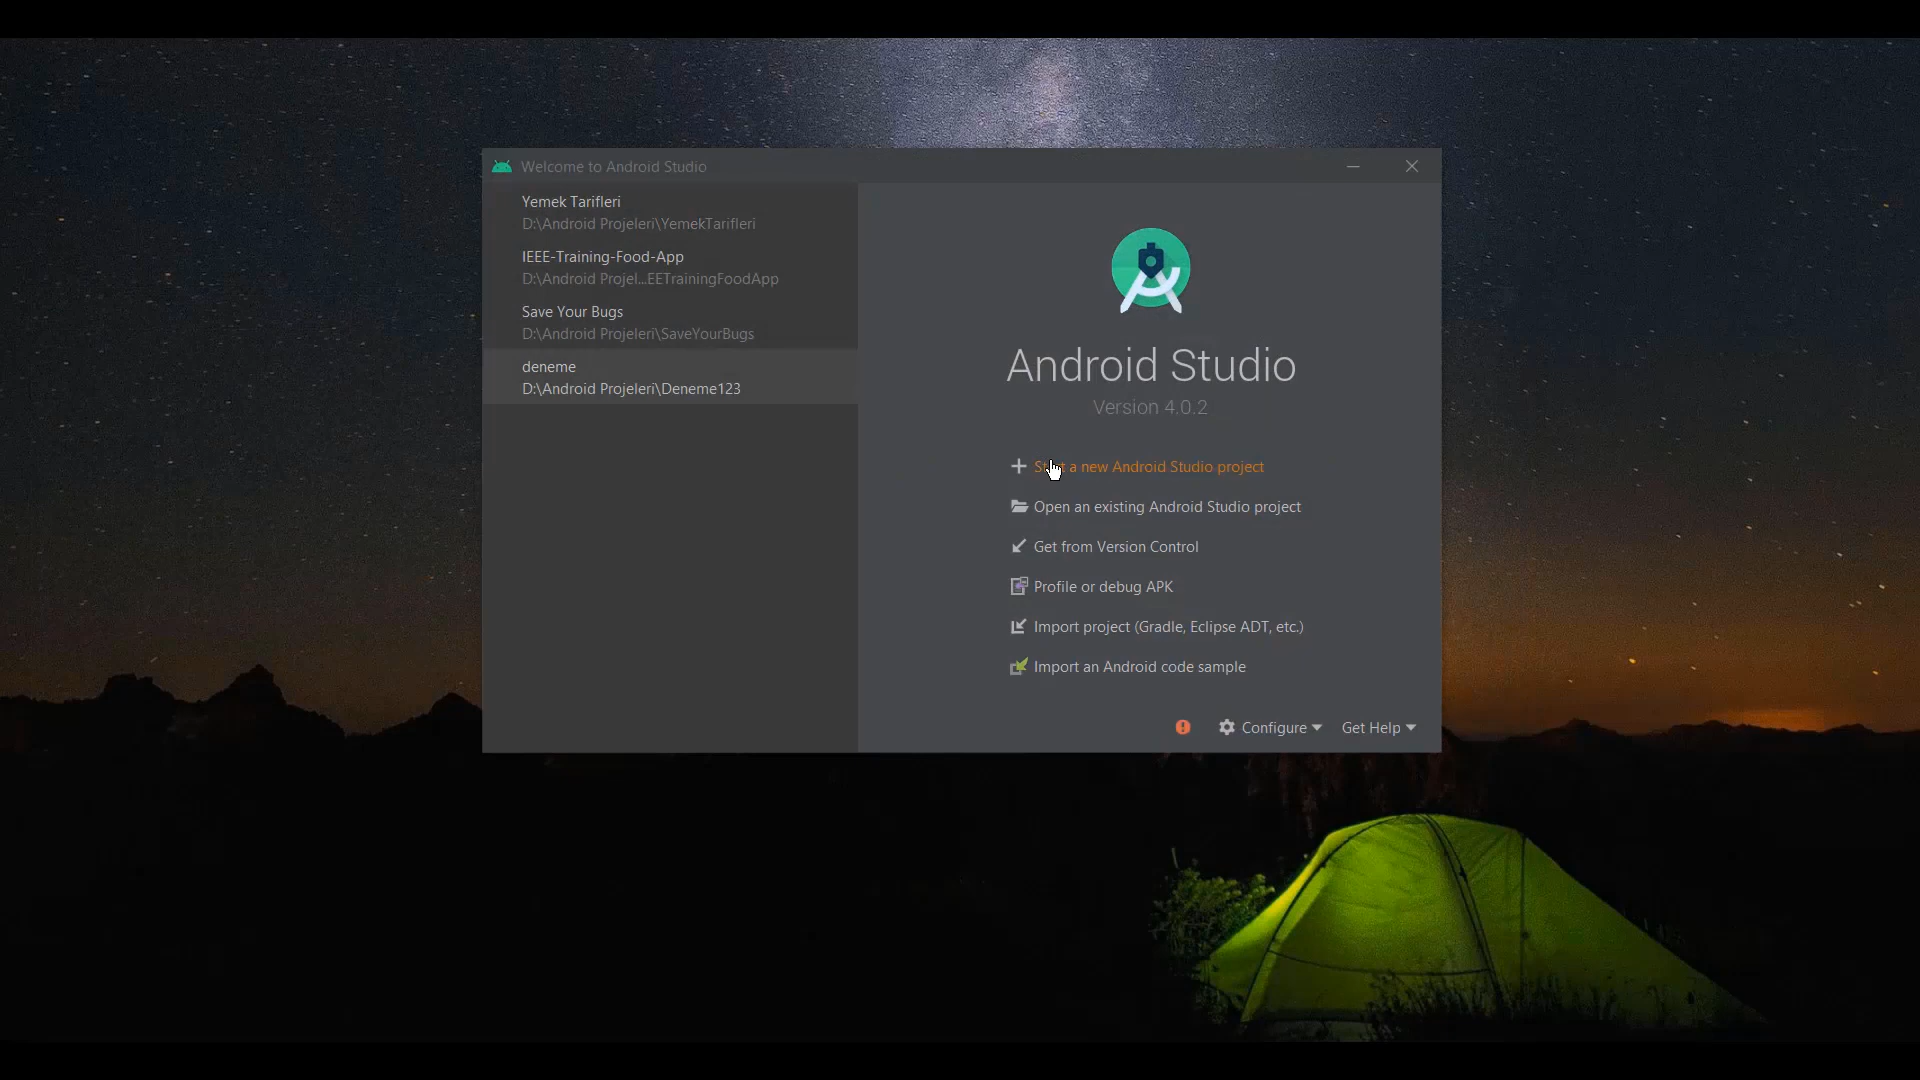 Welcome to Android Studio
Yemek Tarifleri
D:\Android Projeleri\YemekTarifleri
IEEE-Training-Food-App
D:\Android Projel...EETrainingFoodApp
Save Your Bugs
D:\Android Projeleri\SaveYourBugs
deneme
D:\Android Projeleri\Deneme123
Android Studio
Version 4.0.2
Start a new Android Studio project
Open an existing Android Studio project
Get from Version Control
Profile or debug APK
Import project (Gradle, Eclipse ADT, etc.)
Import an Android code sample
Configure
Get Help